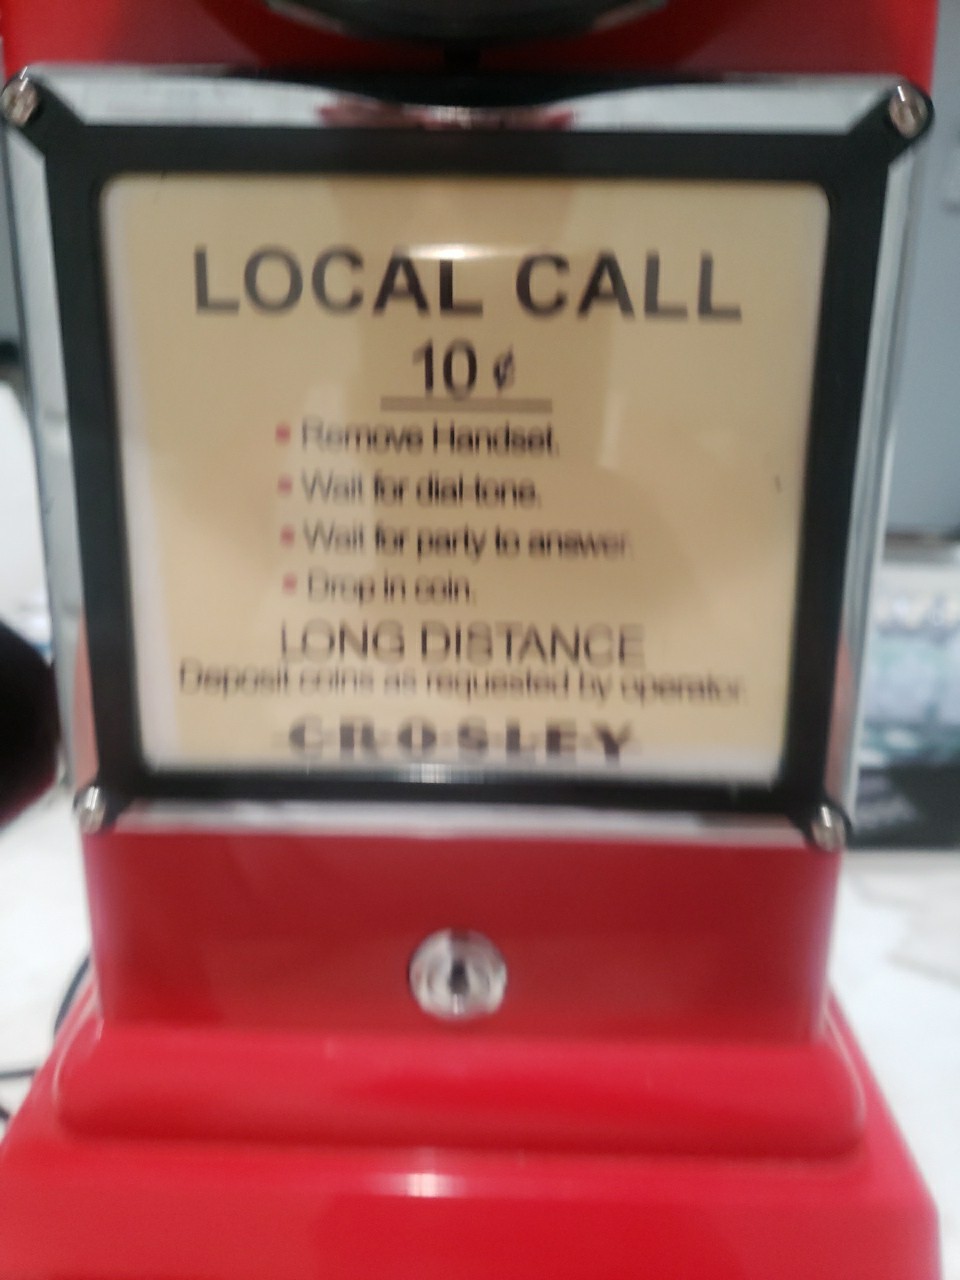 LOCAL CALL
10 ¢
• Remove Handset.
• Wait for dial-tone.
• Wait for party to answer.
• Drop in coin.
LONG DISTANCE
Deposit coins as requested by operator.
CROSLEY